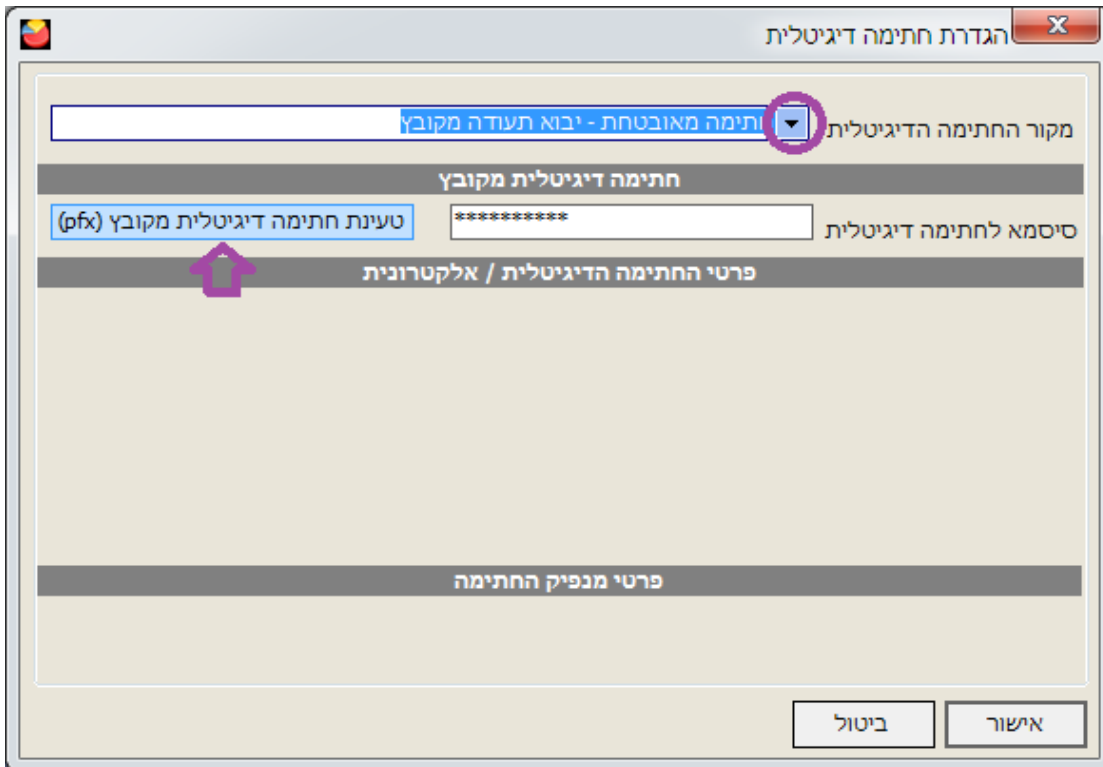 הגדרת חתימה דיגיטלית
מקור החתימה הדיגיטלית
תימה מאובטחת - יבוא תעודה מקובץ
חתימה דיגיטלית מקובץ
סיסמא לחתימה דיגיטלית ********** טעינת חתימה דיגיטלית מקובץ (pfx)
פרטי החתימה הדיגיטלית / אלקטרונית
פרטי מנפיק החתימה
אישור ביטול